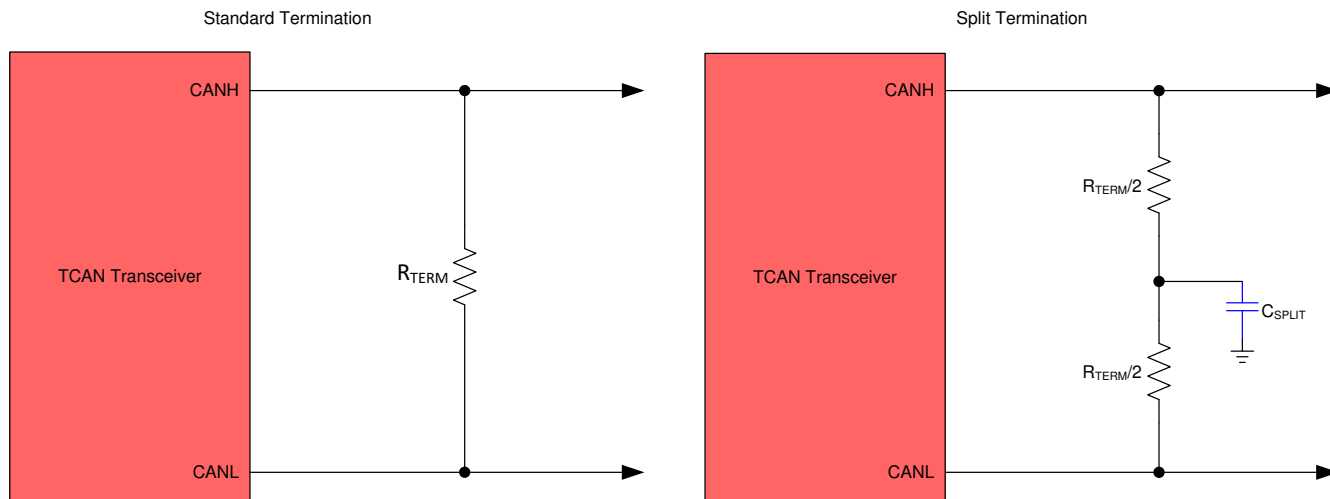 Standard Termination
CANH
TCAN Transceiver
RTERM
CANL
Split Termination
CANH
RTERM/2
TCAN Transceiver
CSPLIT
RTERM/2
CANL